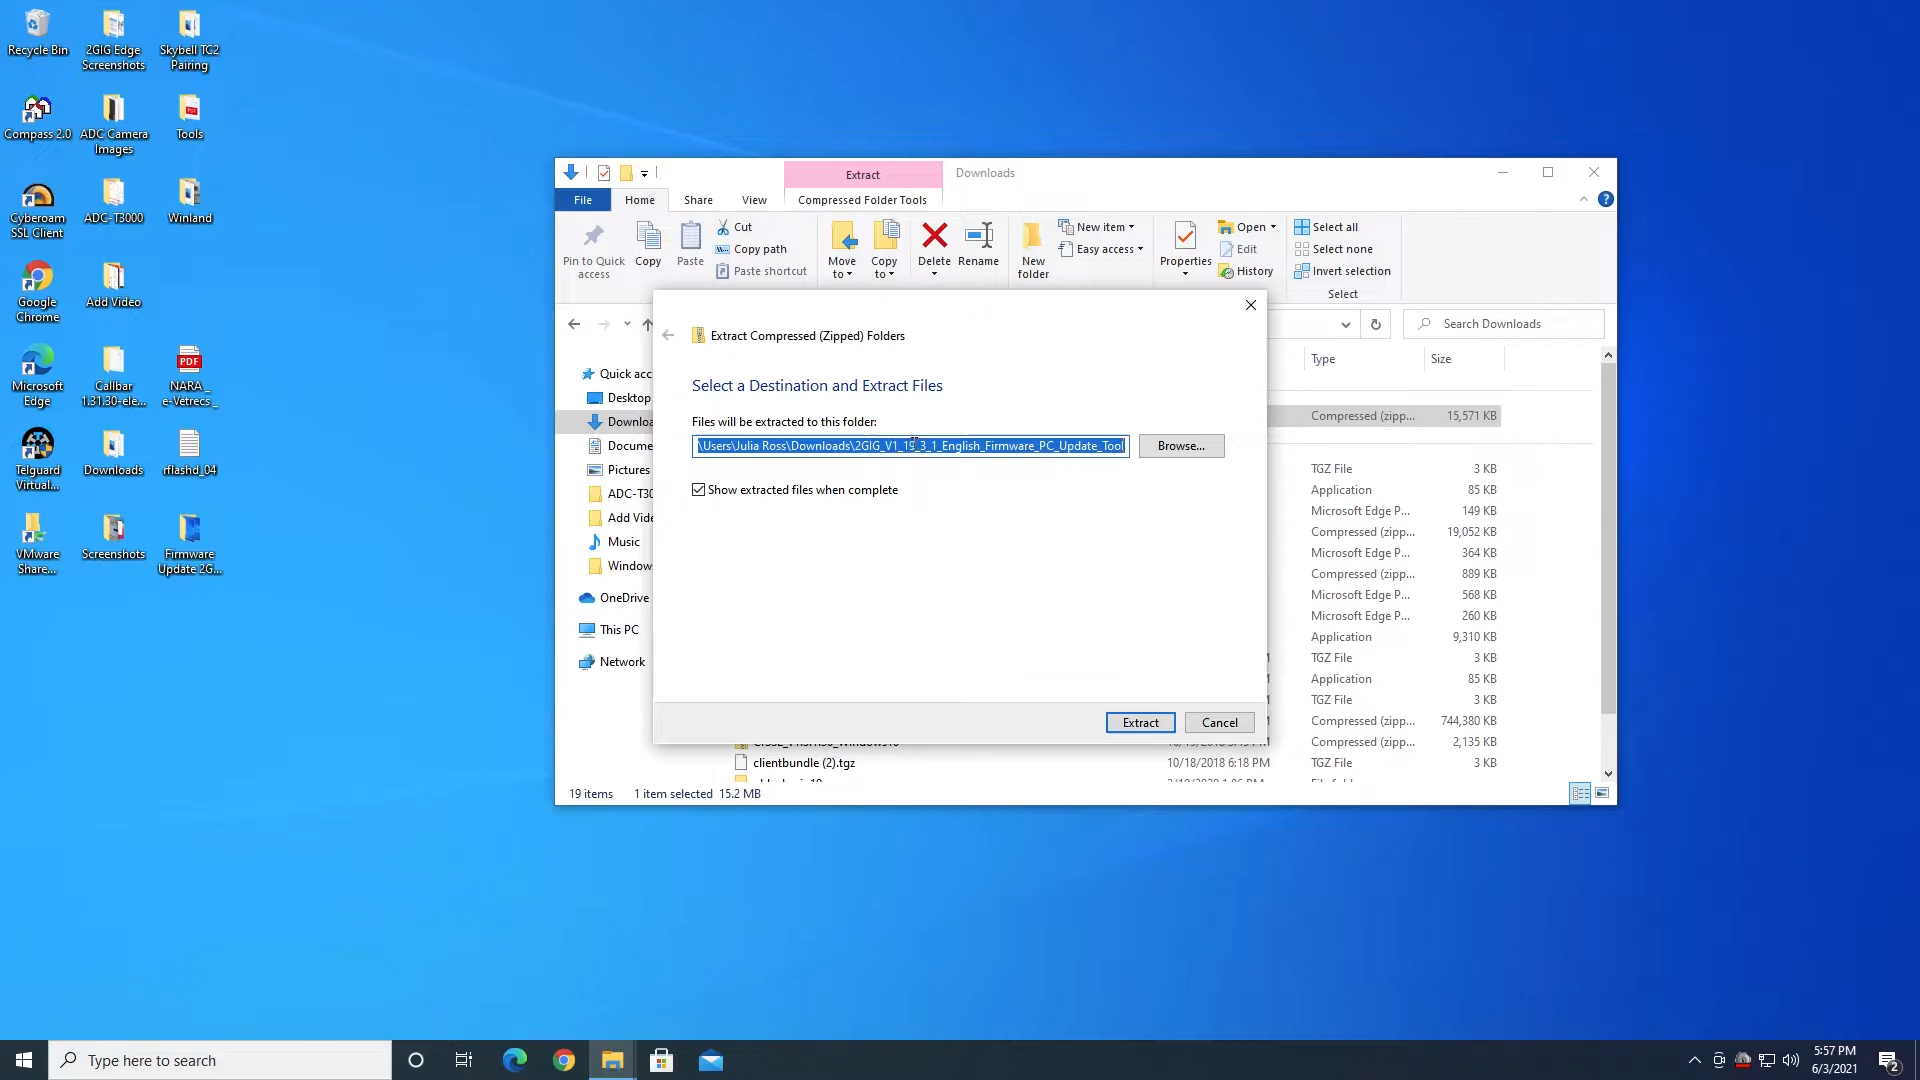 Recycle Bin
2GIG Edge Screenshots
Skybell TC2 Pairing
Compass 2.0
ADC Camera Images
Tools
Cyberoam SSL Client
ADC-T3000
Winland
Google Chrome
Add Video
Microsoft Edge
Callbar 1.31.30-ele...
PDF
NARA _ e-Vetrecs _
Telguard Virtual...
Downloads
rflashd_04
VMware Share...
Screenshots
Firmware Update 2G...
Extract
Downloads
File
Home
Share
View
Compressed Folder Tools
Pin to Quick access
Copy
Paste
Cut
Copy path
Paste shortcut
Move to
Copy to
Delete
Rename
New folder
New item
Easy access
Properties
Open
Edit
History
Select all
Select none
Invert selection
Select
Search Downloads
Extract Compressed (Zipped) Folders
Select a Destination and Extract Files
Files will be extracted to this folder:
\Users\Julia Ross\Downloads\2GIG_V1_19_3_1_English_Firmware_PC_Update_Tool
Browse...
Show extracted files when complete
Extract
Cancel
Quick acc
Desktop
Downloa
Docume
Pictures
ADC-T30
Add Vide
Music
Window
OneDrive
This PC
Network
Type
Size
Compressed (zipp...
15,571 KB
TGZ File
3 KB
Application
85 KB
Microsoft Edge P...
149 KB
Compressed (zipp...
19,052 KB
Microsoft Edge P...
364 KB
Compressed (zipp...
889 KB
Microsoft Edge P...
568 KB
Microsoft Edge P...
260 KB
Application
9,310 KB
TGZ File
3 KB
Application
85 KB
TGZ File
3 KB
Compressed (zipp...
744,380 KB
Compressed (zipp...
2,135 KB
clientbundle (2).tgz
10/18/2018 6:18 PM
TGZ File
3 KB
19 items
1 item selected 15.2 MB
Type here to search
5:57 PM
6/3/2021
2